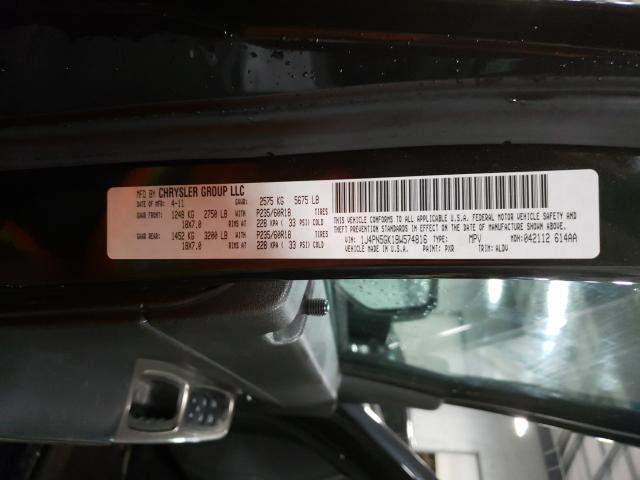 MFD BY CHRYSLER GROUP LLC
DATE OF MFR: 4-11 GVWR: 2575 KG 5675 LB
GAWR FRONT: 1248 KG 2750 LB WITH P235/60R18 TIRES
18X7.0 RIMS AT 228 KPA ( 33 PSI) COLD
GAWR REAR: 1452 KG 3200 LB WITH P235/60R18 TIRES
18X7.0 RIMS AT 228 KPA ( 33 PSI) COLD
THIS VEHICLE CONFORMS TO ALL APPLICABLE U.S.A. FEDERAL MOTOR VEHICLE SAFETY AND
THEFT PREVENTION STANDARDS IN EFFECT ON THE DATE OF MANUFACTURE SHOWN ABOVE.
VIN: 1J4PN5GK1BW574816 TYPE: MPV MDH: 042112 614AA
VEHICLE MADE IN U.S.A. PAINT: PXR TRIM: ALDV